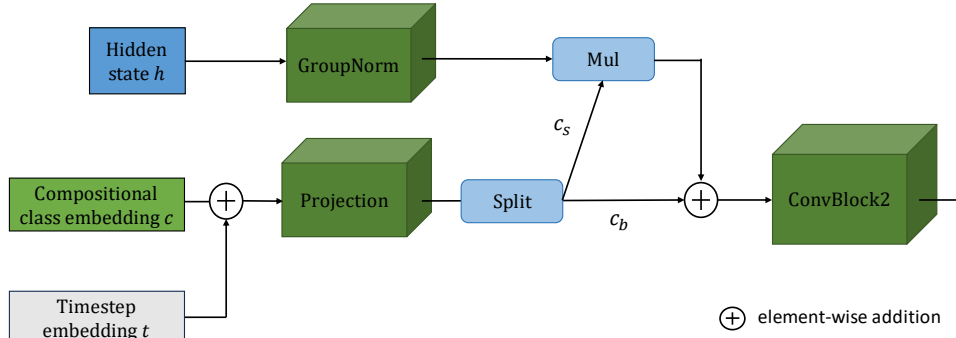 Hidden
state h
GroupNorm
Mul
c_s
Compositional
class embedding c
+
Projection
Split
c_b
+
ConvBlock2
Timestep
embedding t
+ element-wise addition